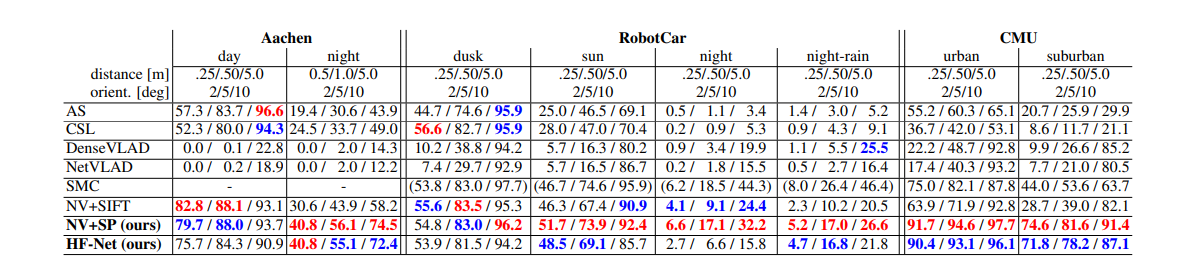 Aachen RobotCar CMU
day night dusk sun night night-rain urban suburban
distance [m] .25/.50/5.0 0.5/1.0/5.0 .25/.50/5.0 .25/.50/5.0 .25/.50/5.0 .25/.50/5.0 .25/.50/5.0 .25/.50/5.0
orient. [deg] 2/5/10 2/5/10 2/5/10 2/5/10 2/5/10 2/5/10 2/5/10 2/5/10
AS 57.3 / 83.7 / 96.6 19.4 / 30.6 / 43.9 44.7 / 74.6 / 95.9 25.0 / 46.5 / 69.1 0.5 / 1.1 / 3.4 1.4 / 3.0 / 5.2 55.2 / 60.3 / 65.1 20.7 / 25.9 / 29.9
CSL 52.3 / 80.0 / 94.3 24.5 / 33.7 / 49.0 56.6 / 82.7 / 95.9 28.0 / 47.0 / 70.4 0.2 / 0.9 / 5.3 0.9 / 4.3 / 9.1 36.7 / 42.0 / 53.1 8.6 / 11.7 / 21.1
DenseVLAD 0.0 / 0.1 / 22.8 0.0 / 2.0 / 14.3 10.2 / 38.8 / 94.2 5.7 / 16.3 / 80.2 0.9 / 3.4 / 19.9 1.1 / 5.5 / 25.5 22.2 / 48.7 / 92.8 9.9 / 26.6 / 85.2
NetVLAD 0.0 / 0.2 / 18.9 0.0 / 2.0 / 12.2 7.4 / 29.7 / 92.9 5.7 / 16.5 / 86.7 0.2 / 1.8 / 15.5 0.5 / 2.7 / 16.4 17.4 / 40.3 / 93.2 7.7 / 21.0 / 80.5
SMC - - (53.8 / 83.0 / 97.7) (46.7 / 74.6 / 95.9) (6.2 / 18.5 / 44.3) (8.0 / 26.4 / 46.4) 75.0 / 82.1 / 87.8 44.0 / 53.6 / 63.7
NV+SIFT 82.8 / 88.1 / 93.1 30.6 / 43.9 / 58.2 55.6 / 83.5 / 95.3 46.3 / 67.4 / 90.9 4.1 / 9.1 / 24.4 2.3 / 10.2 / 20.5 63.9 / 71.9 / 92.8 28.7 / 39.0 / 82.1
NV+SP (ours) 79.7 / 88.0 / 93.7 40.8 / 56.1 / 74.5 54.8 / 83.0 / 96.2 51.7 / 73.9 / 92.4 6.6 / 17.1 / 32.2 5.2 / 17.0 / 26.6 91.7 / 94.6 / 97.7 74.6 / 81.6 / 91.4
HF-Net (ours) 75.7 / 84.3 / 90.9 40.8 / 55.1 / 72.4 53.9 / 81.5 / 94.2 48.5 / 69.1 / 85.7 2.7 / 6.6 / 15.8 4.7 / 16.8 / 21.8 90.4 / 93.1 / 96.1 71.8 / 78.2 / 87.1